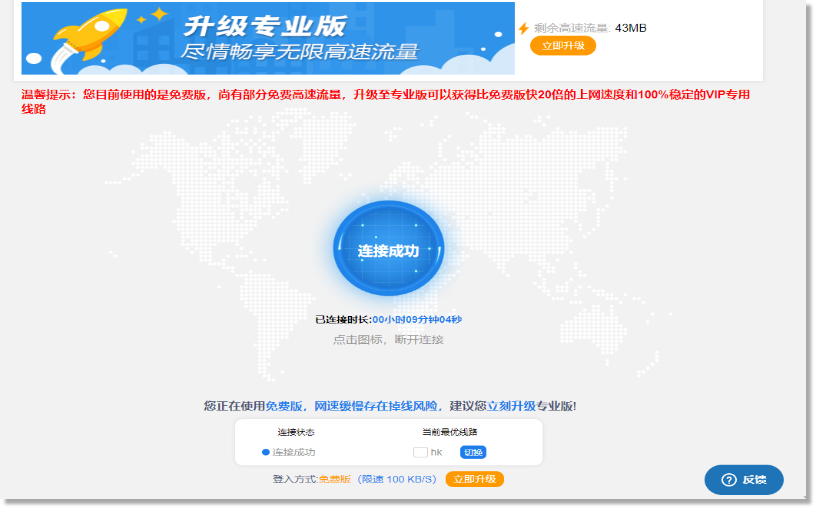 升级专业版
尽情畅享无限高速流量
剩余高速流量: 43MB
立即升级
温馨提示：您目前使用的是免费版，尚有部分免费高速流量，升级至专业版可以获得比免费版快20倍的上网速度和100%稳定的VIP专用
线路
连接成功
已连接时长:00小时09分钟04秒
点击图标，断开连接
您正在使用免费版，网速缓慢存在掉线风险，建议您立刻升级专业版!
连接状态
当前最优线路
连接成功
hk
切换
登入方式:免费版（限速 100 KB/S）
立即升级
反馈